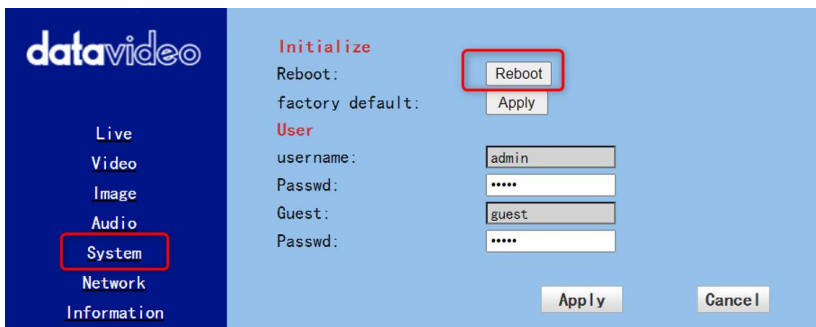 datavideo
Live
Video
Image
Audio
System
Network
Information
Initialize
Reboot: Reboot
factory default: Apply
User
username: admin
Passwd: •••••
Guest: guest
Passwd: •••••
Apply Cancel